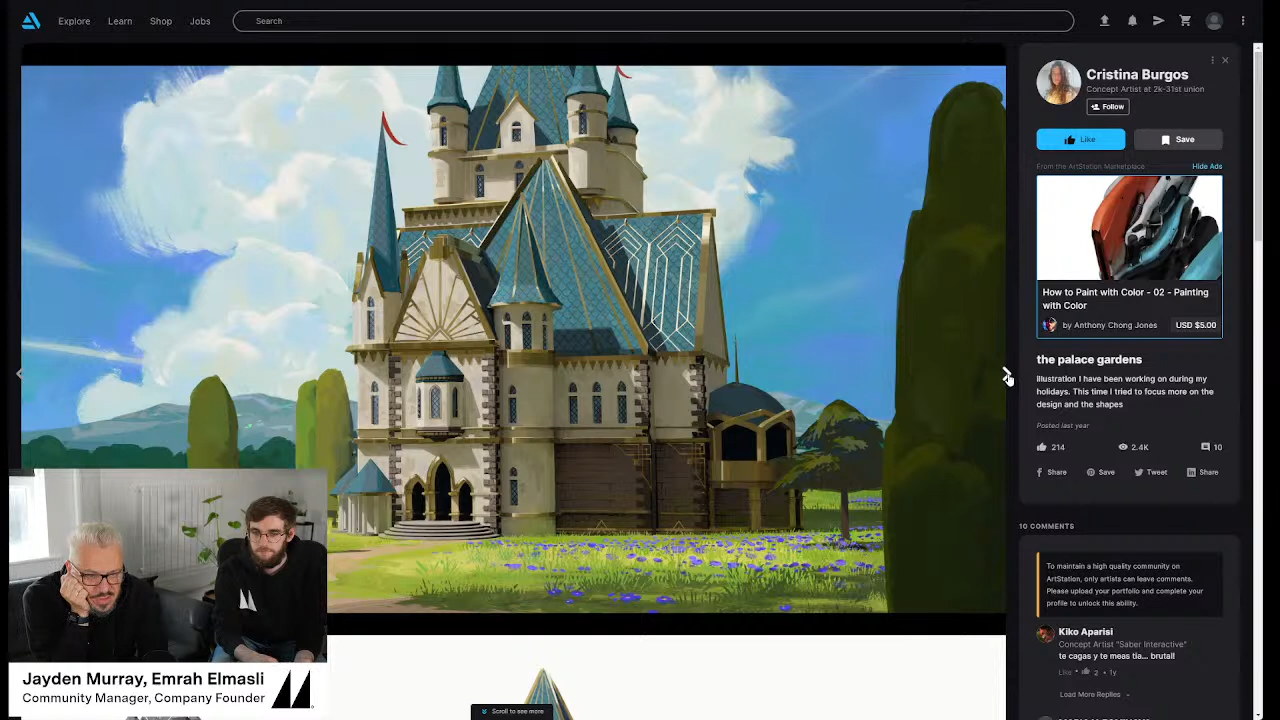 Explore
Learn
Shop
Jobs
Search
Cristina Burgos
Concept Artist at 2k-31st union
Follow
Like
Save
From the ArtStation Marketplace
Hide Ads
How to Paint with Color - 02 - Painting
with Color
by Anthony Chong Jones
USD $5.00
the palace gardens
Illustration I have been working on during my
holidays. This time I tried to focus more on the
design and the shapes
Posted last year
214
2.4K
10
Share
Save
Tweet
Share
10 COMMENTS
To maintain a high quality community on
ArtStation, only artists can leave comments.
Please upload your portfolio and complete your
profile to unlock this ability.
Kiko Aparisi
Concept Artist "Saber Interactive"
te cagas y te meas tia... brutal!
Like • 2 • 1y
Load More Replies
Jayden Murray, Emrah Elmasli
Community Manager, Company Founder
Scroll to see more